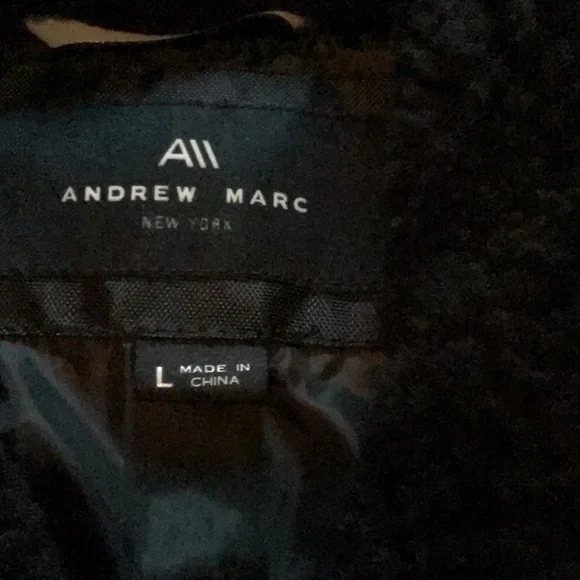 AM
ANDREW MARC
NEW YORK
L MADE IN
CHINA